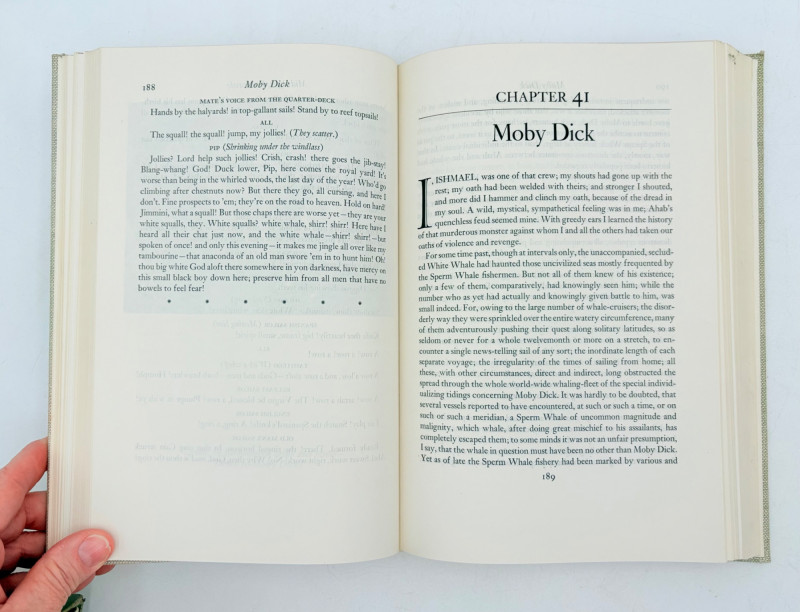 188
Moby Dick
MATE'S VOICE FROM THE QUARTER-DECK
Hands by the halyards! in top-gallant sails! Stand by to reef topsails!
ALL
The squall! the squall! jump, my jollies! (They scatter.)
PIP (Shrinking under the windlass)
Jollies? Lord help such jollies! Crish, crash! there goes the jib-stay!
Blang-whang! God! Duck lower, Pip, here comes the royal yard! It's
worse than being in the whirled woods, the last day of the year! Who'd go
climbing after chestnuts now? But there they go, all cursing, and here I
don't. Fine prospects to 'em; they're on the road to heaven. Hold on hard!
Jimmini, what a squall! But those chaps there are worse yet—they are your
white squalls, they. White squalls? white whale, shirr! shirr! Here have I
heard all their chat just now, and the white whale—shirr! shirr!—but
spoken of once! and only this evening—it makes me jingle all over like my
tambourine—that anaconda of an old man swore 'em in to hunt him! Oh!
thou big white God aloft there somewhere in yon darkness, have mercy on
this small black boy down here; preserve him from all men that have no
bowels to feel fear!
* * * * * *
CHAPTER 41
Moby Dick
I, ISHMAEL, was one of that crew; my shouts had gone up with the
rest; my oath had been welded with theirs; and stronger I shouted,
and more did I hammer and clinch my oath, because of the dread in
my soul. A wild, mystical, sympathetical feeling was in me; Ahab's
quenchless feud seemed mine. With greedy ears I learned the history
of that murderous monster against whom I and all the others had taken our
oaths of violence and revenge.
For some time past, though at intervals only, the unaccompanied, seclud-
ed White Whale had haunted those uncivilized seas mostly frequented by
the Sperm Whale fishermen. But not all of them knew of his existence;
only a few of them, comparatively, had knowingly seen him; while the
number who as yet had actually and knowingly given battle to him, was
small indeed. For, owing to the large number of whale-cruisers; the disor-
derly way they were sprinkled over the entire watery circumference, many
of them adventurously pushing their quest along solitary latitudes, so as
seldom or never for a whole twelvemonth or more on a stretch, to en-
counter a single news-telling sail of any sort; the inordinate length of each
separate voyage; the irregularity of the times of sailing from home; all
these, with other circumstances, direct and indirect, long obstructed the
spread through the whole world-wide whaling-fleet of the special individ-
ualizing tidings concerning Moby Dick. It was hardly to be doubted, that
several vessels reported to have encountered, at such or such a time, or on
such or such a meridian, a Sperm Whale of uncommon magnitude and
malignity, which whale, after doing great mischief to his assailants, has
completely escaped them; to some minds it was not an unfair presumption,
I say, that the whale in question must have been no other than Moby Dick.
Yet as of late the Sperm Whale fishery had been marked by various and
189